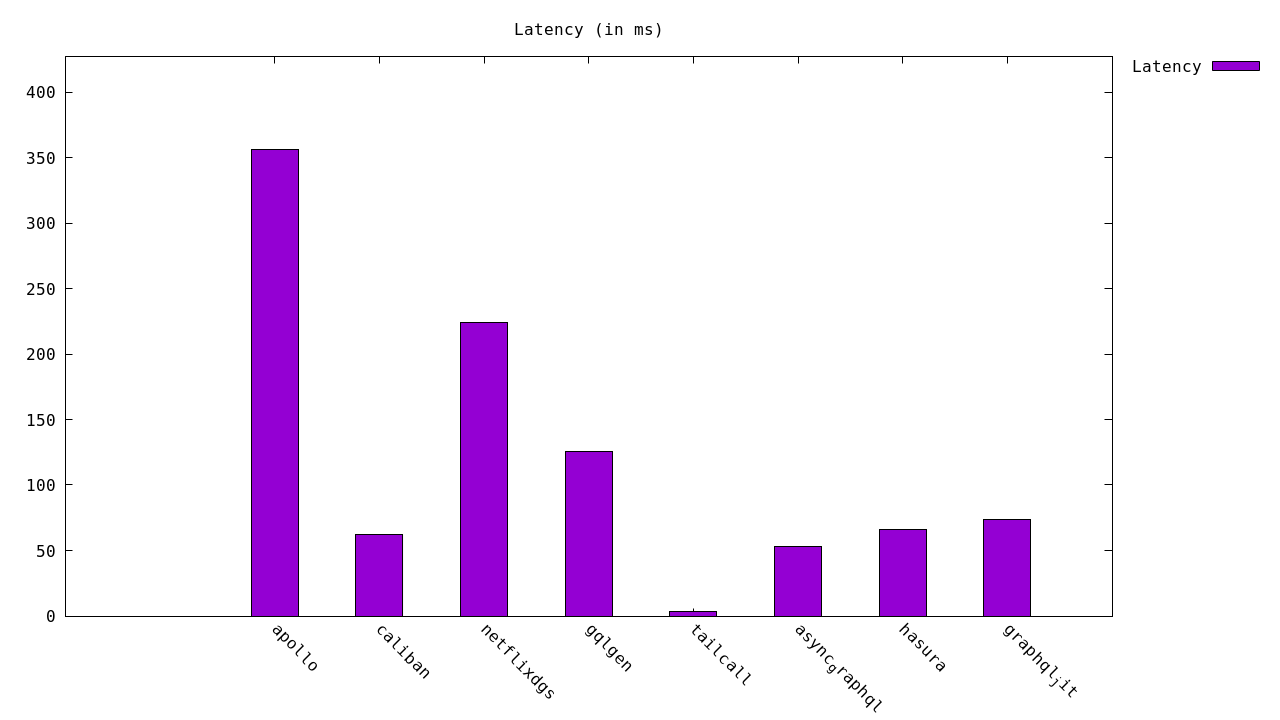 Latency (in ms)
Latency
400
350
300
250
200
150
100
50
0
apollo
caliban
netflixdgs
gqlgen
tailcall
async_graphql
hasura
graphql_jit